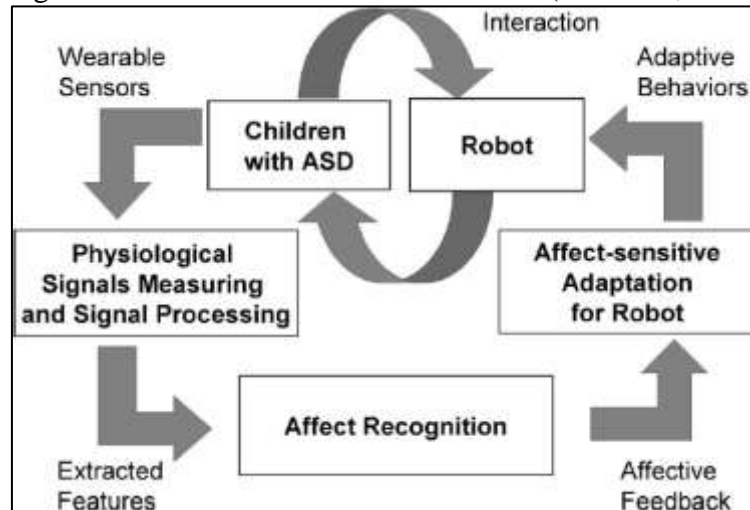 Interaction
Wearable
Sensors
Adaptive
Behaviors
Children
with ASD
Robot
Physiological
Signals Measuring
and Signal Processing
Affect-sensitive
Adaptation
for Robot
Affect Recognition
Extracted
Features
Affective
Feedback